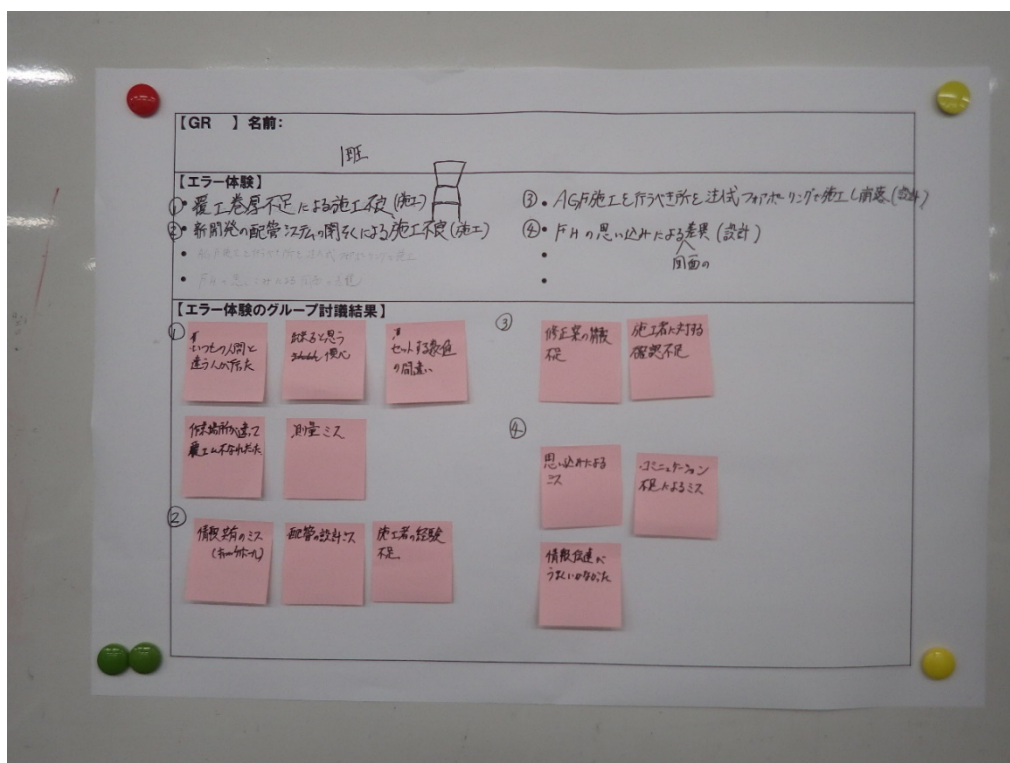 【GR 】名前:
1班
【エラー体験】
①・覆工巻厚不足による施工不良(施工)
②・新開発の配管システムの閉そくによる施工不良(施工)
③・AGF施工を行うべき所を注式フォアポーリングで施工し崩落(設計)
④・FHの思い込みによる差異(設計)
図面の
【エラー体験のグループ討議結果】
①
いつもの人間と
違う人が居た
出来ると思う
慢心
セットする数値
の間違い
作業場所が違って
測量ミス
②
情報共有のミス
配管の設計ミス
施工者の経験
不足。
③
修正案の情報
不足
施工者に対する
確認不足
④
思い込みによる
ミス
・コミュニケーション
不足によるミス
情報伝達が
うまくいかなかった